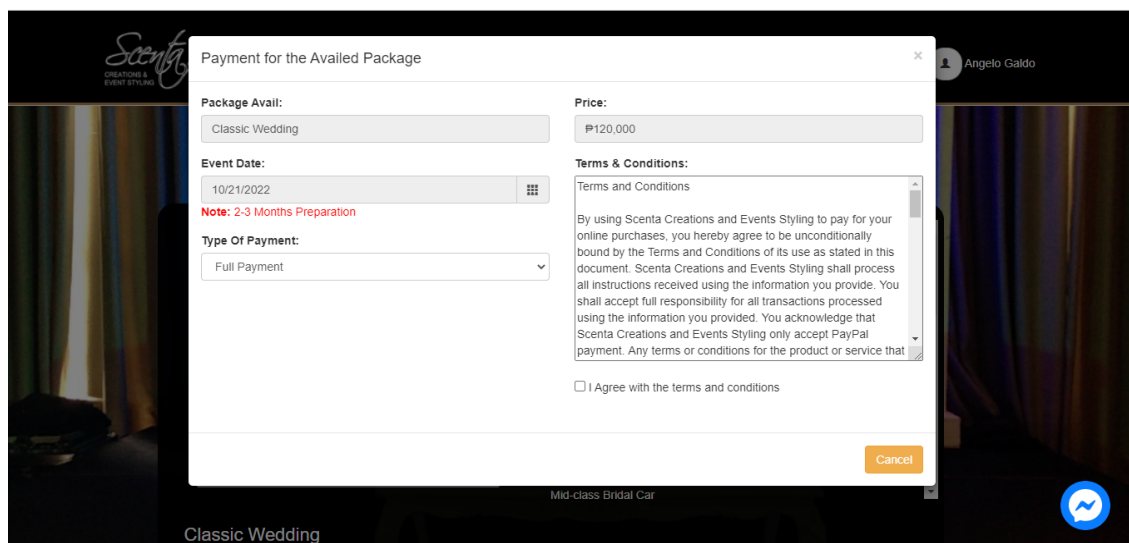 Scenta
CREATIONS &
EVENT STYLING
Angelo Galdo
Payment for the Availed Package
×
Package Avail:
Classic Wedding
Price:
₱120,000
Event Date:
10/21/2022
Note: 2-3 Months Preparation
Type Of Payment:
Full Payment
Terms & Conditions:
Terms and Conditions
By using Scenta Creations and Events Styling to pay for your
online purchases, you hereby agree to be unconditionally
bound by the Terms and Conditions of its use as stated in this
document. Scenta Creations and Events Styling shall process
all instructions received using the information you provide. You
shall accept full responsibility for all transactions processed
using the information you provided. You acknowledge that
Scenta Creations and Events Styling only accept PayPal
payment. Any terms or conditions for the product or service that
I Agree with the terms and conditions
Cancel
Mid-class Bridal Car
Classic Wedding